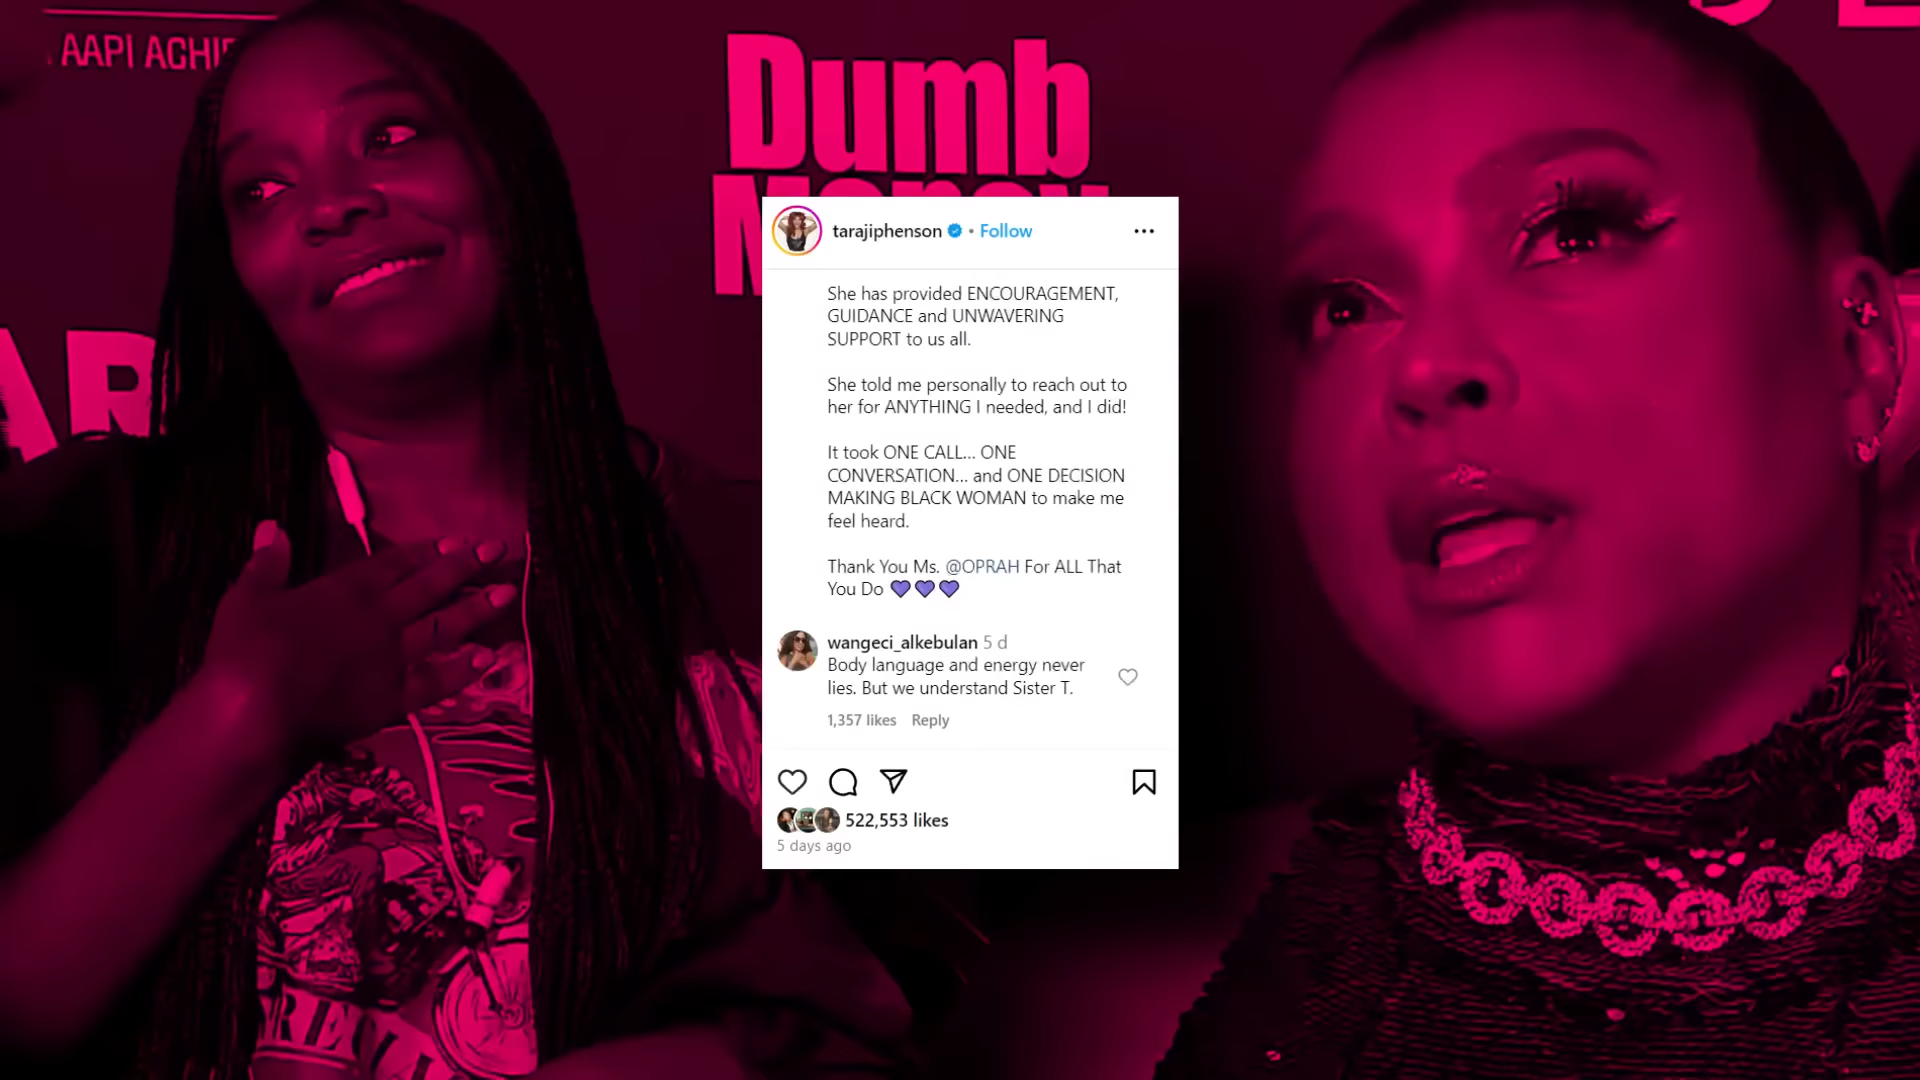 AAPI ACHIE
Dumb
Money
AR
tarajiphenson • Follow
She has provided ENCOURAGEMENT,
GUIDANCE and UNWAVERING
SUPPORT to us all.
She told me personally to reach out to
her for ANYTHING I needed, and I did!
It took ONE CALL... ONE
CONVERSATION... and ONE DECISION
MAKING BLACK WOMAN to make me
feel heard.
Thank You Ms. @OPRAH For ALL That
You Do 💜💜💜
wangeci_alkebulan 5 d
Body language and energy never
lies. But we understand Sister T.
1,357 likes Reply
522,553 likes
5 days ago